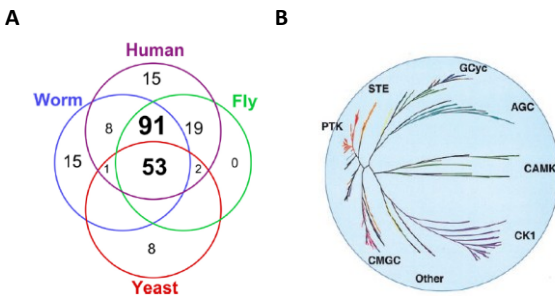 A
Human
15
Worm
Fly
8
91
19
15
1
53
2
0
8
Yeast
B
GCyc
STE
AGC
PTK
CAMK
CK1
CMGC
Other